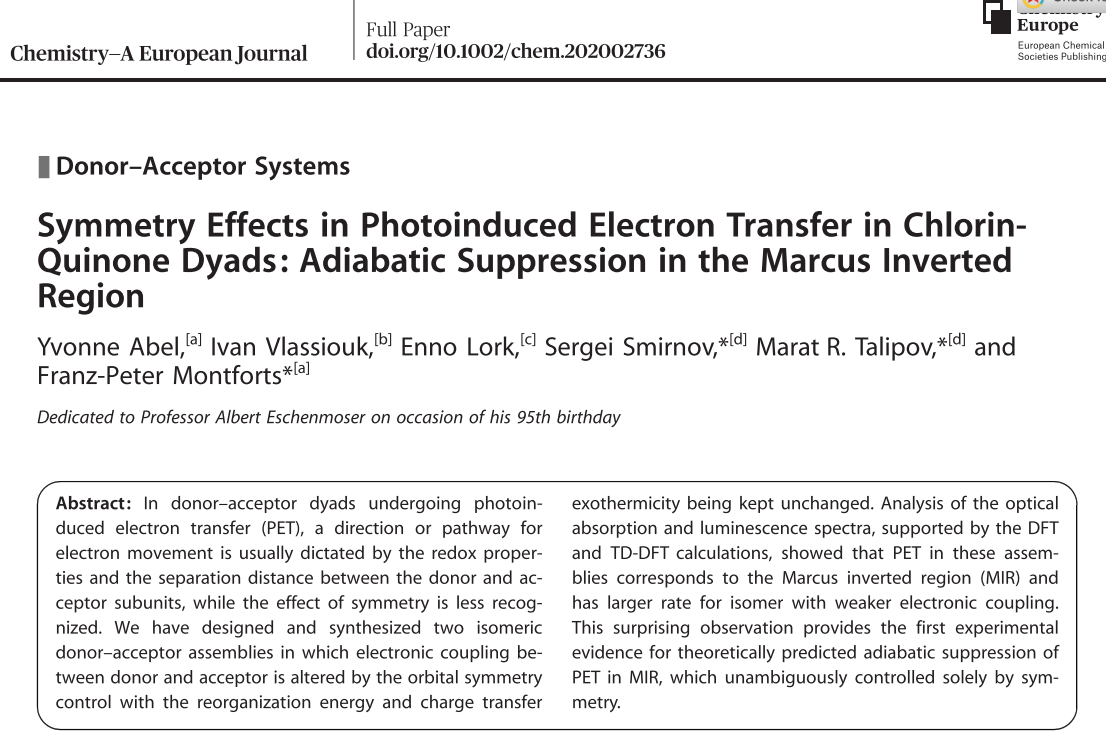 Chemistry–A European Journal
Full Paper
doi.org/10.1002/chem.202002736
Europe
European Chemical
Societies Publishing
Donor–Acceptor Systems
Symmetry Effects in Photoinduced Electron Transfer in Chlorin-
Quinone Dyads: Adiabatic Suppression in the Marcus Inverted
Region
Yvonne Abel,[a] Ivan Vlassiouk,[b] Enno Lork,[c] Sergei Smirnov,*[d] Marat R. Talipov,*[d] and
Franz-Peter Montforts*[a]
Dedicated to Professor Albert Eschenmoser on occasion of his 95th birthday
Abstract: In donor–acceptor dyads undergoing photoin-
duced electron transfer (PET), a direction or pathway for
electron movement is usually dictated by the redox proper-
ties and the separation distance between the donor and ac-
ceptor subunits, while the effect of symmetry is less recog-
nized. We have designed and synthesized two isomeric
donor–acceptor assemblies in which electronic coupling be-
tween donor and acceptor is altered by the orbital symmetry
control with the reorganization energy and charge transfer
exothermicity being kept unchanged. Analysis of the optical
absorption and luminescence spectra, supported by the DFT
and TD-DFT calculations, showed that PET in these assem-
blies corresponds to the Marcus inverted region (MIR) and
has larger rate for isomer with weaker electronic coupling.
This surprising observation provides the first experimental
evidence for theoretically predicted adiabatic suppression of
PET in MIR, which unambiguously controlled solely by sym-
metry.